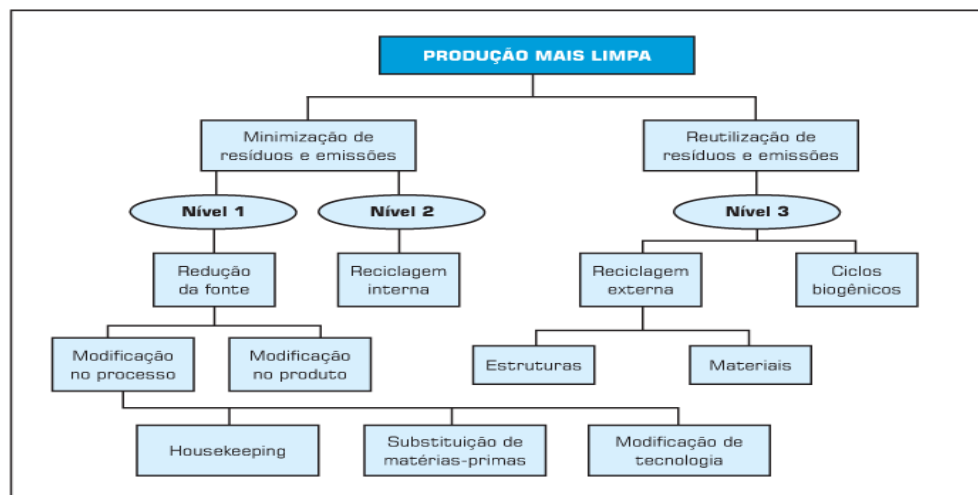 PRODUÇÃO MAIS LIMPA
Minimização de
resíduos e emissões
Reutilização de
resíduos e emissões
Nível 1
Nível 2
Nível 3
Redução
da fonte
Reciclagem
interna
Reciclagem
externa
Ciclos
biogênicos
Modificação
no processo
Modificação
no produto
Estruturas
Materiais
Housekeeping
Substituição de
matérias-primas
Modificação de
tecnologia